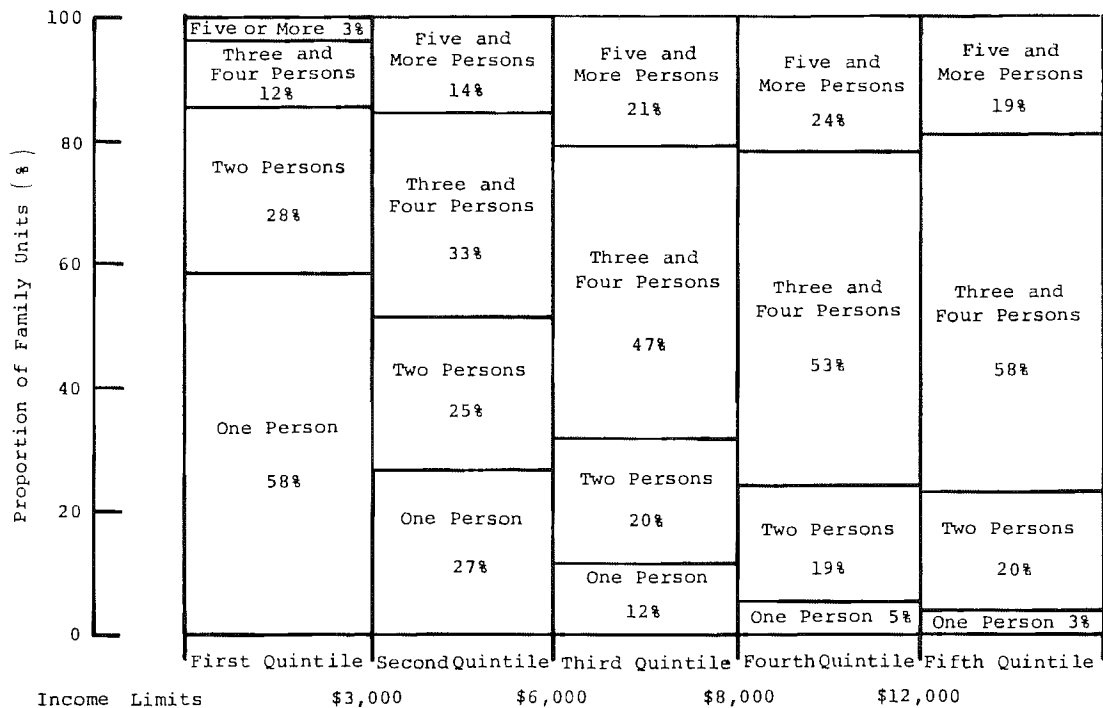 Proportion of Family Units (%)
100
80
60
40
20
0
Five or More 3%
Three and
Four Persons
12%
Two Persons
28%
One Person
58%
Five and
More Persons
14%
Three and
Four Persons
33%
Two Persons
25%
One Person
27%
Five and
More Persons
21%
Three and
Four Persons
47%
Two Persons
20%
One Person
12%
Five and
More Persons
24%
Three and
Four Persons
53%
Two Persons
19%
One Person 5%
Five and
More Persons
19%
Three and
Four Persons
58%
Two Persons
20%
One Person 3%
First Quintile Second Quintile Third Quintile Fourth Quintile Fifth Quintile
Income Limits $3,000 $6,000 $8,000 $12,000